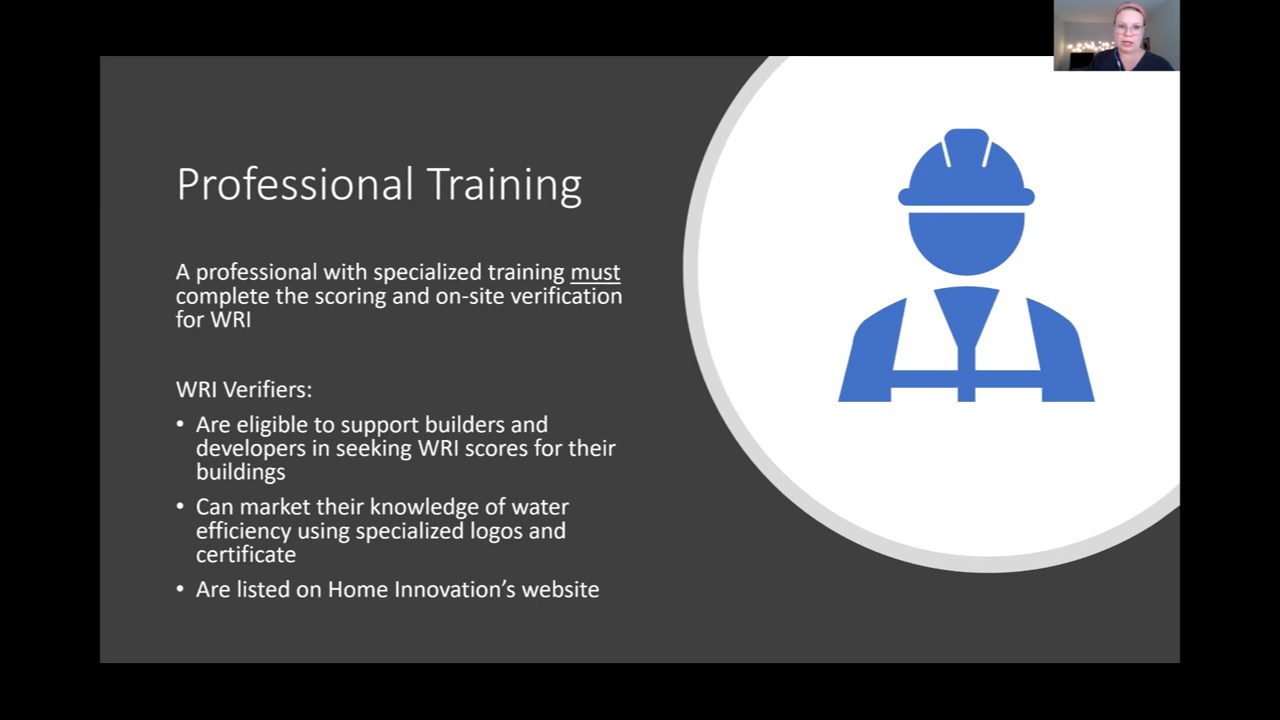 Professional Training
A professional with specialized training must
complete the scoring and on-site verification
for WRI
WRI Verifiers:
• Are eligible to support builders and
developers in seeking WRI scores for their
buildings
• Can market their knowledge of water
efficiency using specialized logos and
certificate
• Are listed on Home Innovation’s website